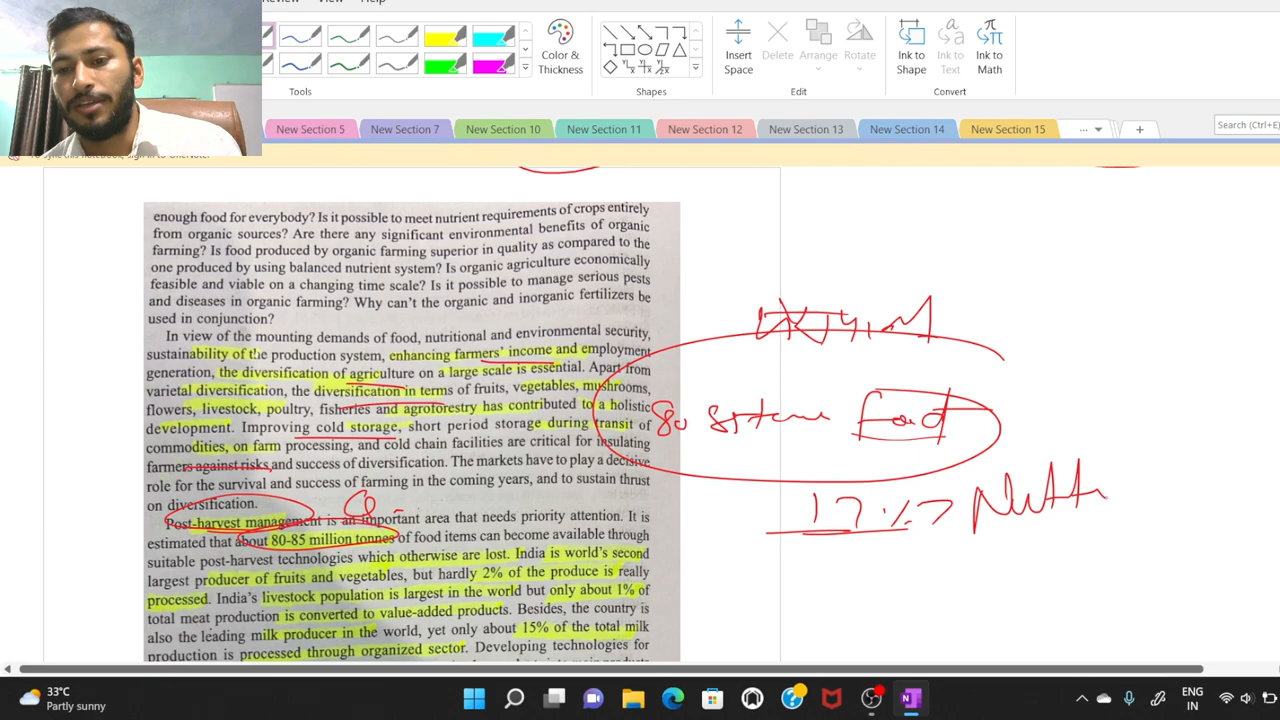 View
Help
Color &
Thickness
Insert
Space
Delete
Arrange
Rotate
Ink to
Shape
Ink to
Text
Ink to
Math
Tools
Shapes
Edit
Convert
New Section 5
New Section 7
New Section 10
New Section 11
New Section 12
New Section 13
New Section 14
New Section 15
Search (Ctrl+E)
enough food for everybody? Is it possible to meet nutrient requirements of crops entirely
from organic sources? Are there any significant environmental benefits of organic
farming? Is food produced by organic farming superior in quality as compared to the
one produced by using balanced nutrient system? Is organic agriculture economically
feasible and viable on a changing time scale? Is it possible to manage serious pests
and diseases in organic farming? Why can't the organic and inorganic fertilizers be
used in conjunction?
In view of the mounting demands of food, nutritional and environmental security,
sustainability of the production system, enhancing farmers' income and employment
generation, the diversification of agriculture on a large scale is essential. Apart from
varietal diversification, the diversification in terms of fruits, vegetables, mushrooms,
flowers, livestock, poultry, fisheries and agroforestry has contributed to a holistic
development. Improving cold storage, short period storage during transit of
commodities, on farm processing, and cold chain facilities are critical for insulating
farmers against risks, and success of diversification. The markets have to play a decisive
role for the survival and success of farming in the coming years, and to sustain thrust
on diversification.
Post-harvest management is an important area that needs priority attention. It is
estimated that about 80-85 million tonnes of food items can become available through
suitable post-harvest technologies which otherwise are lost. India is world's second
largest producer of fruits and vegetables, but hardly 2% of the produce is really
processed. India's livestock population is largest in the world but only about 1% of
total meat production is converted to value-added products. Besides, the country is
also the leading milk producer in the world, yet only about 15% of the total milk
production is processed through organized sector. Developing technologies for
80
food
17 %
33°C
Partly sunny
ENG
IN